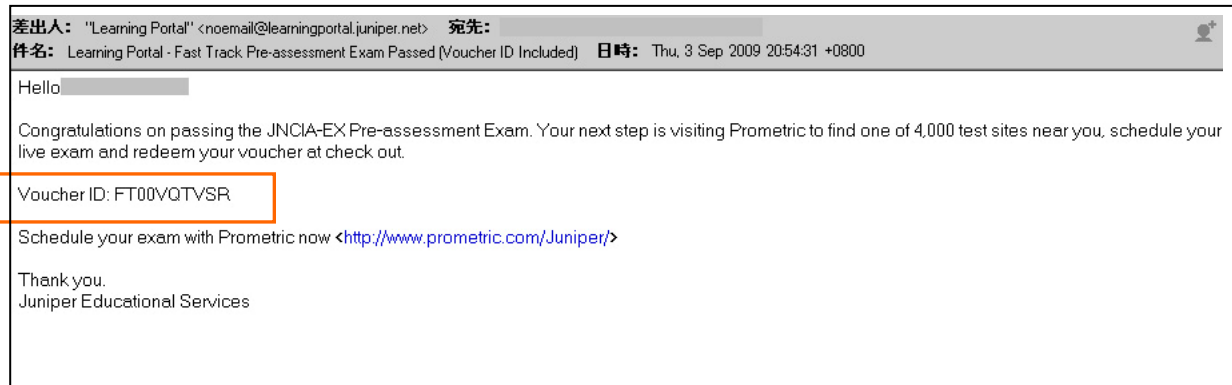 差出人： "Learning Portal" <noemail@learningportal.juniper.net> 宛先：
件名： Learning Portal - Fast Track Pre-assessment Exam Passed (Voucher ID Included) 日時： Thu, 3 Sep 2009 20:54:31 +0800
Hello
Congratulations on passing the JNCIA-EX Pre-assessment Exam. Your next step is visiting Prometric to find one of 4,000 test sites near you, schedule your
live exam and redeem your voucher at check out.
Voucher ID: FT00VQTVSR
Schedule your exam with Prometric now <http://www.prometric.com/Juniper/>
Thank you.
Juniper Educational Services